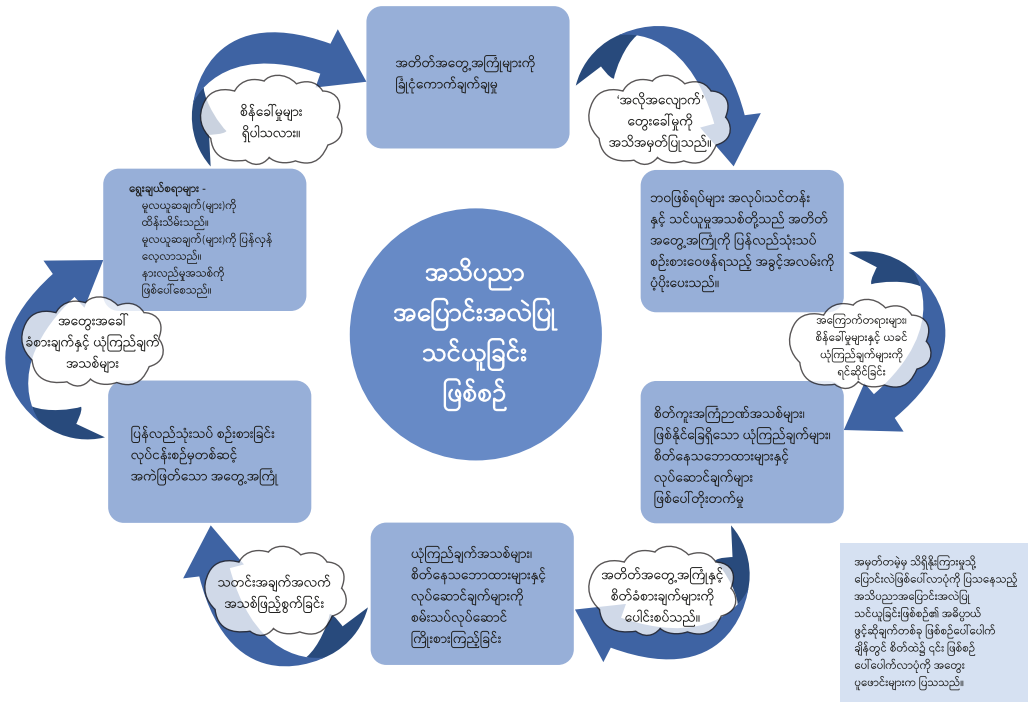 အတိတ်အတွေ့အကြုံများကို
ခြုံငုံကောက်ချက်ချမှု
‘အလိုအလျောက်’
တွေးခေါ်မှုကို
အသိအမှတ်ပြုသည်။
ဘဝဖြစ်ရပ်များ အလုပ်၊သင်တန်း
နှင့် သင်ယူမှုအသစ်တို့သည် အတိတ်
အတွေ့အကြုံကို ပြန်လည်သုံးသပ်
စဉ်းစားဝေဖန်ရသည့် အခွင့်အလမ်းကို
ပံ့ပိုးပေးသည်။
အကြောက်တရားများ၊
စိန်ခေါ်မှုများနှင့် ယခင်
ယုံကြည်ချက်များကို
ရင်ဆိုင်ခြင်း
စိတ်ကူးအကြံဉာဏ်အသစ်များ၊
ဖြစ်နိုင်ခြေရှိသော ယုံကြည်ချက်များ၊
စိတ်နေသဘောထားများနှင့်
လုပ်ဆောင်ချက်များ
ဖြစ်ပေါ်တိုးတက်မှု
အတိတ်အတွေ့အကြုံနှင့်
စိတ်ခံစားချက်များကို
ပေါင်းစပ်သည်။
ယုံကြည်ချက်အသစ်များ၊
စိတ်နေသဘောထားများနှင့်
လုပ်ဆောင်ချက်များကို
စမ်းသပ်လုပ်ဆောင်
ကြိုးစားကြည့်ခြင်း
သတင်းအချက်အလက်
အသစ်ဖြည့်စွက်ခြင်း
ပြန်လည်သုံးသပ် စဉ်းစားခြင်း
လုပ်ငန်းစဉ်မှတစ်ဆင့်
အကဲဖြတ်သော အတွေ့အကြုံ
အတွေးအခေါ်
ခံစားချက်နှင့် ယုံကြည်ချက်
အသစ်များ
ရွေးချယ်စရာများ -
မူလယူဆချက်(များ)ကို
ထိန်းသိမ်းသည်။
မူလယူဆချက်(များ)ကို ပြန်လှန်
လေ့လာသည်။
နားလည်မှုအသစ်ကို
ဖြစ်ပေါ်စေသည်။
စိန်ခေါ်မှုများ
ရှိပါသလား။
အသိပညာ
အပြောင်းအလဲပြု
သင်ယူခြင်း
ဖြစ်စဉ်
အမှတ်တမဲ့မှ သိရှိနိုးကြားမှုသို့
ပြောင်းလဲဖြစ်ပေါ်လာပုံကို ပြသနေသည့်
အသိပညာအပြောင်းအလဲပြု
သင်ယူခြင်းဖြစ်စဉ်၏ အဓိပ္ပာယ်
ဖွင့်ဆိုချက်တစ်ခု ဖြစ်စဉ်ပေါ်ပေါက်
ချိန်တွင် စိတ်ထဲ၌ ၎င်း ဖြစ်စဉ်
ပေါ်ပေါက်လာပုံကို အတွေး
ပူဖောင်းများက ပြသသည်။